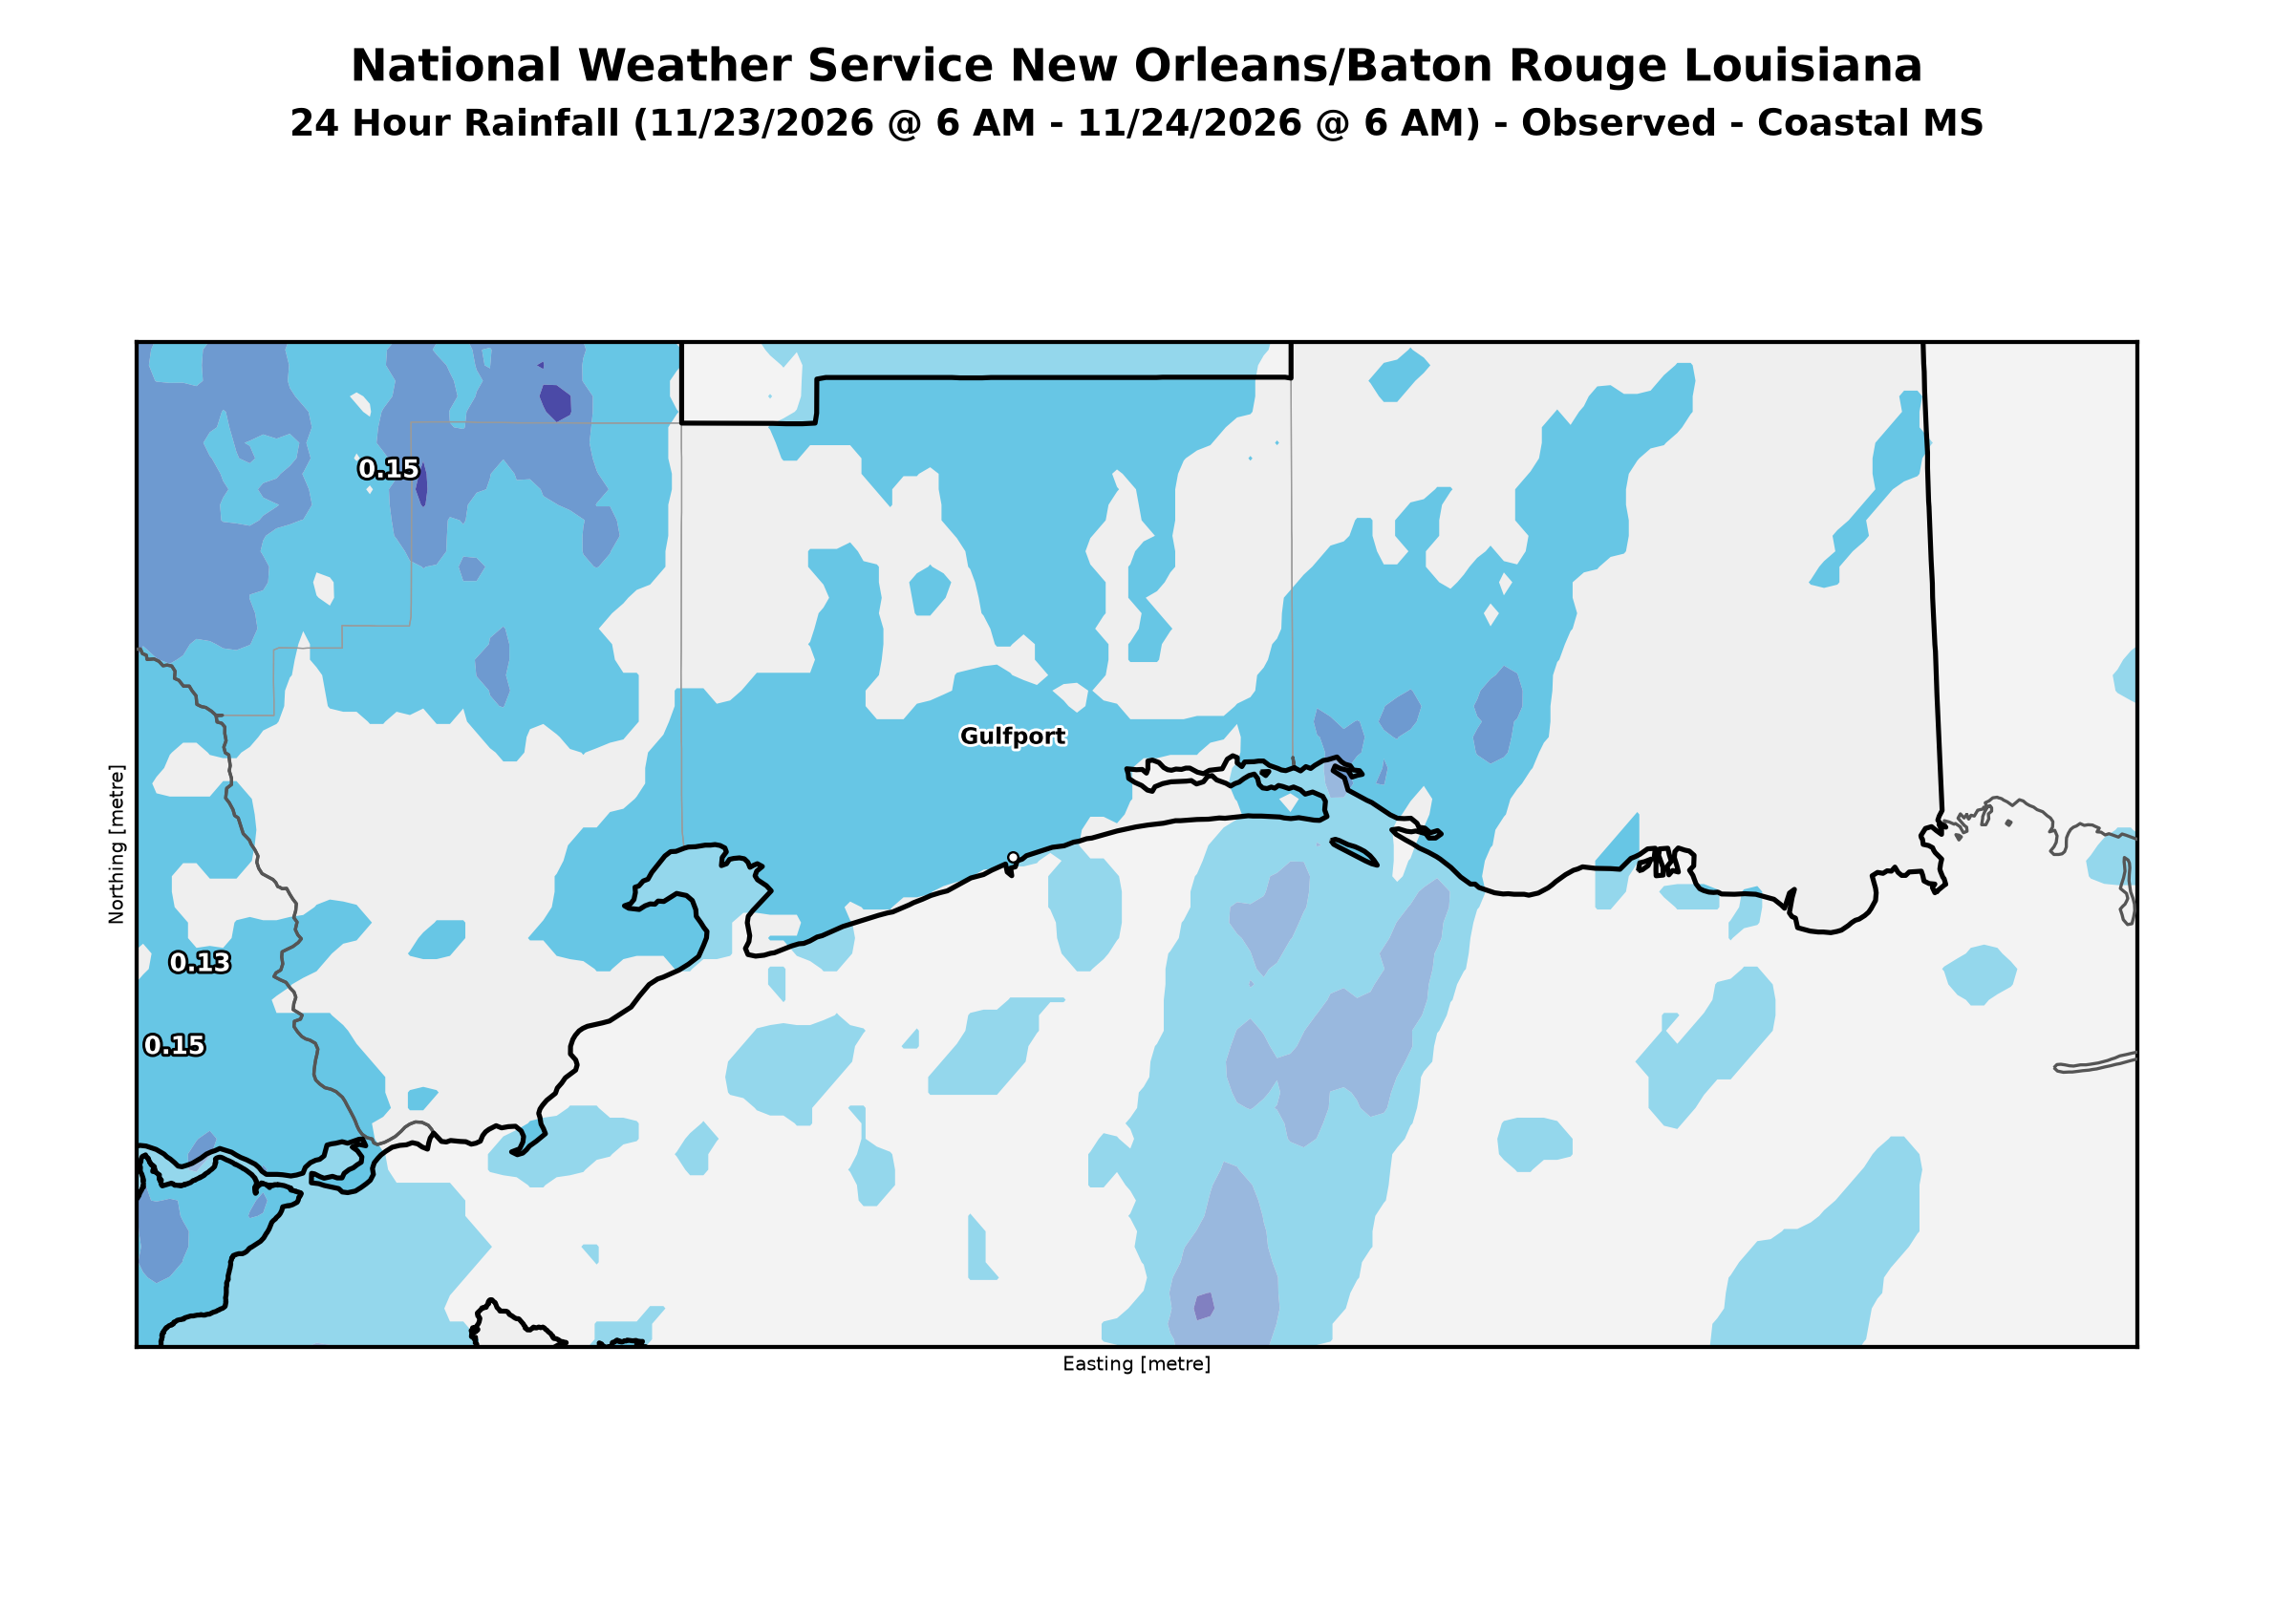 National Weather Service New Orleans/Baton Rouge Louisiana
24 Hour Rainfall (11/23/2026 @ 6 AM - 11/24/2026 @ 6 AM) - Observed - Coastal MS
0.15
Gulfport
Northing [metre]
0.13
0.15
Easting [metre]